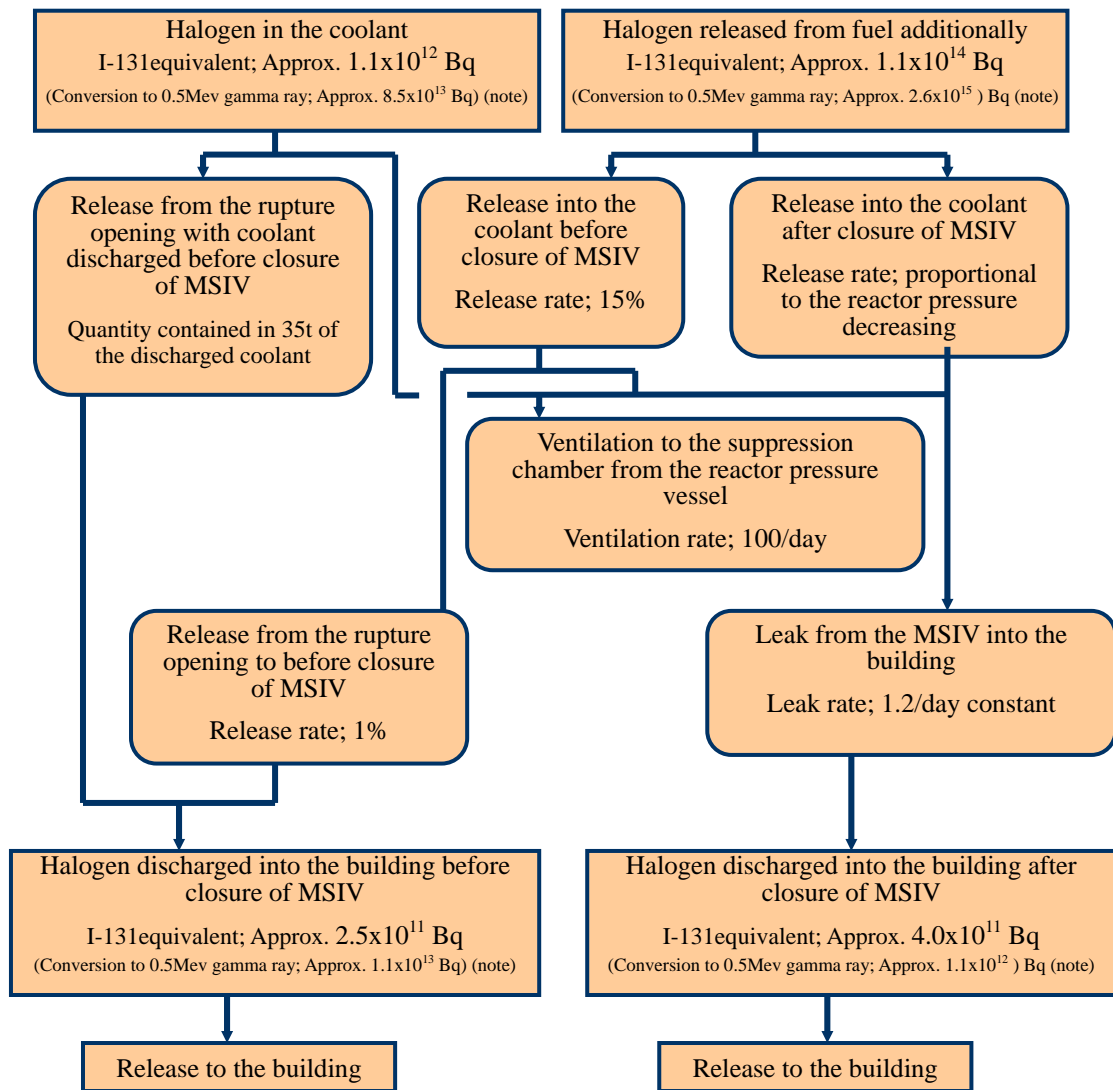 Halogen in the coolant
I-131equivalent; Approx. 1.1x10¹² Bq
(Conversion to 0.5Mev gamma ray; Approx. 8.5x10¹³ Bq) (note)
Halogen released from fuel additionally
I-131equivalent; Approx. 1.1x10¹⁴ Bq
(Conversion to 0.5Mev gamma ray; Approx. 2.6x10¹⁵ ) Bq (note)
Release from the rupture
opening with coolant
discharged before closure
of MSIV
Quantity contained in 35t of
the discharged coolant
Release into the
coolant before
closure of MSIV
Release rate; 15%
Release into the coolant
after closure of MSIV
Release rate; proportional
to the reactor pressure
decreasing
Ventilation to the suppression
chamber from the reactor pressure
vessel
Ventilation rate; 100/day
Release from the rupture
opening to before closure
of MSIV
Release rate; 1%
Leak from the MSIV into the
building
Leak rate; 1.2/day constant
Halogen discharged into the building before
closure of MSIV
I-131equivalent; Approx. 2.5x10¹¹ Bq
(Conversion to 0.5Mev gamma ray; Approx. 1.1x10¹³ Bq) (note)
Halogen discharged into the building after
closure of MSIV
I-131equivalent; Approx. 4.0x10¹¹ Bq
(Conversion to 0.5Mev gamma ray; Approx. 1.1x10¹² ) Bq (note)
Release to the building
Release to the building